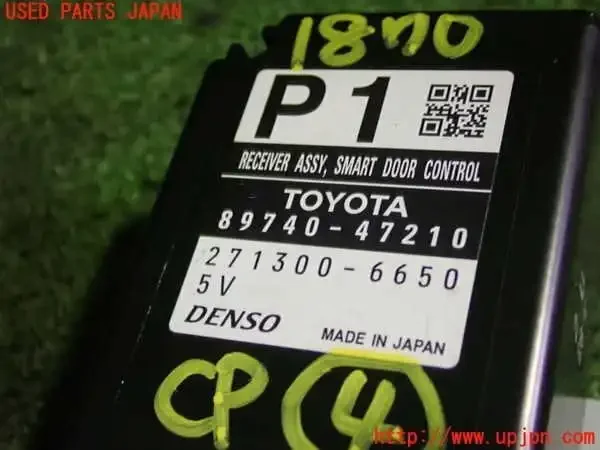 USED PARTS JAPAN
1870
P1
RECEIVER ASSY, SMART DOOR CONTROL
TOYOTA
89740-47210
271300-6650
5V
DENSO
MADE IN JAPAN
CP 4
http://www.upjpn.com/